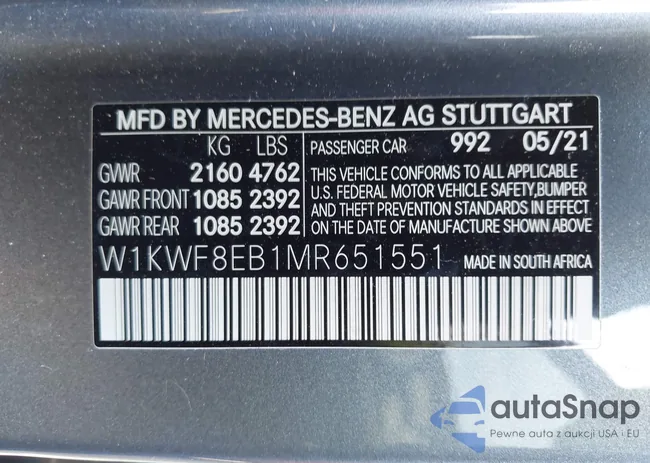 MFD BY MERCEDES-BENZ AG STUTTGART
KG LBS
GVWR 2160 4762
GAWR FRONT 1085 2392
GAWR REAR 1085 2392
PASSENGER CAR 992 05/21
THIS VEHICLE CONFORMS TO ALL APPLICABLE
U.S. FEDERAL MOTOR VEHICLE SAFETY, BUMPER
AND THEFT PREVENTION STANDARDS IN EFFECT
ON THE DATE OF MANUFACTURE SHOWN ABOVE
W1KWF8EB1MR651551 MADE IN SOUTH AFRICA
autaSnap
Pewne auta z aukcji USA i EU